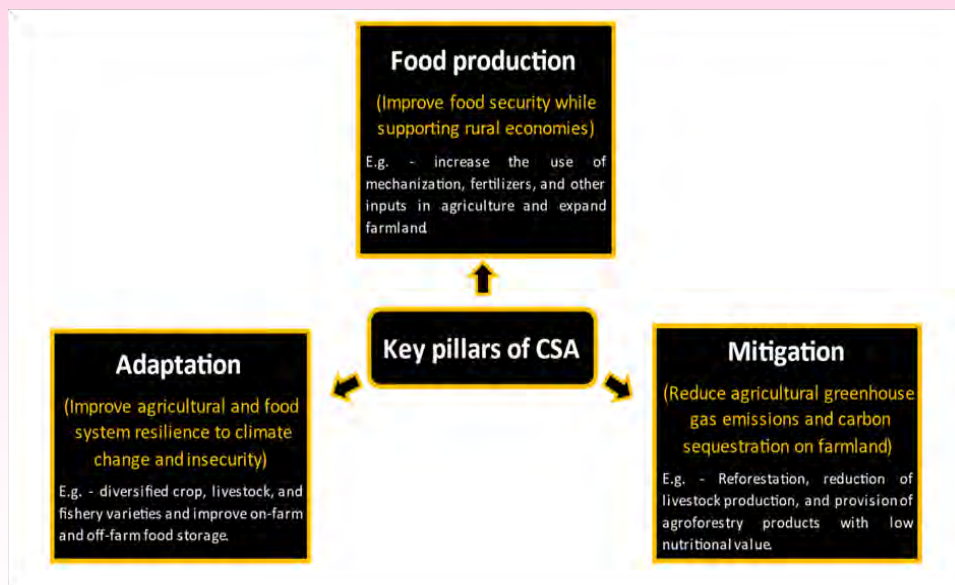 Food production
(Improve food security while
supporting rural economies)
E.g. - increase the use of
mechanization, fertilizers, and other
inputs in agriculture and expand
farmland.
Key pillars of CSA
Adaptation
(Improve agricultural and food
system resilience to climate
change and insecurity)
E.g. - diversified crop, livestock, and
fishery varieties and improve on-farm
and off-farm food storage.
Mitigation
(Reduce agricultural greenhouse
gas emissions and carbon
sequestration on farmland)
E.g. - Reforestation, reduction of
livestock production, and provision of
agroforestry products with low
nutritional value.